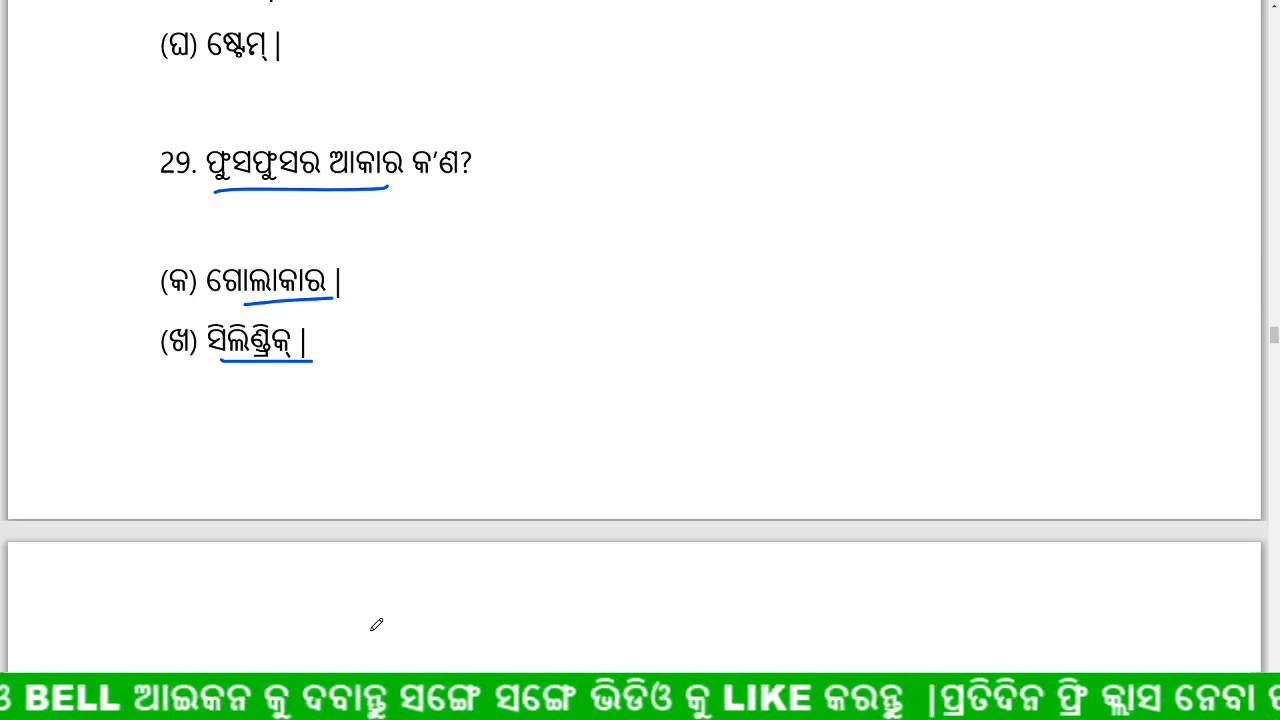 (ଘ) ଷ୍ଟେମ୍ |
29. ଫୁସଫୁସର ଆକାର କ'ଣ?
(କ) ଗୋଲାକାର |
(ଖ) ସିଲିଣ୍ଡ୍ରିକ୍ |
ଓ BELL ଆଇକନ କୁ ଦବାନ୍ତୁ ସଙ୍ଗେ ସଙ୍ଗେ ଭିଡିଓ କୁ LIKE କରନ୍ତୁ |ପ୍ରତିଦିନ ଫ୍ରି କ୍ଲାସ ନେବା